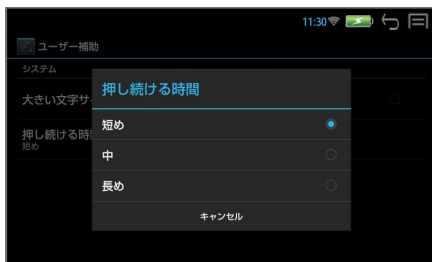 11:30
ユーザー補助
システム
大きい文字サ
押し続ける時
短め
押し続ける時間
短め
中
長め
キャンセル